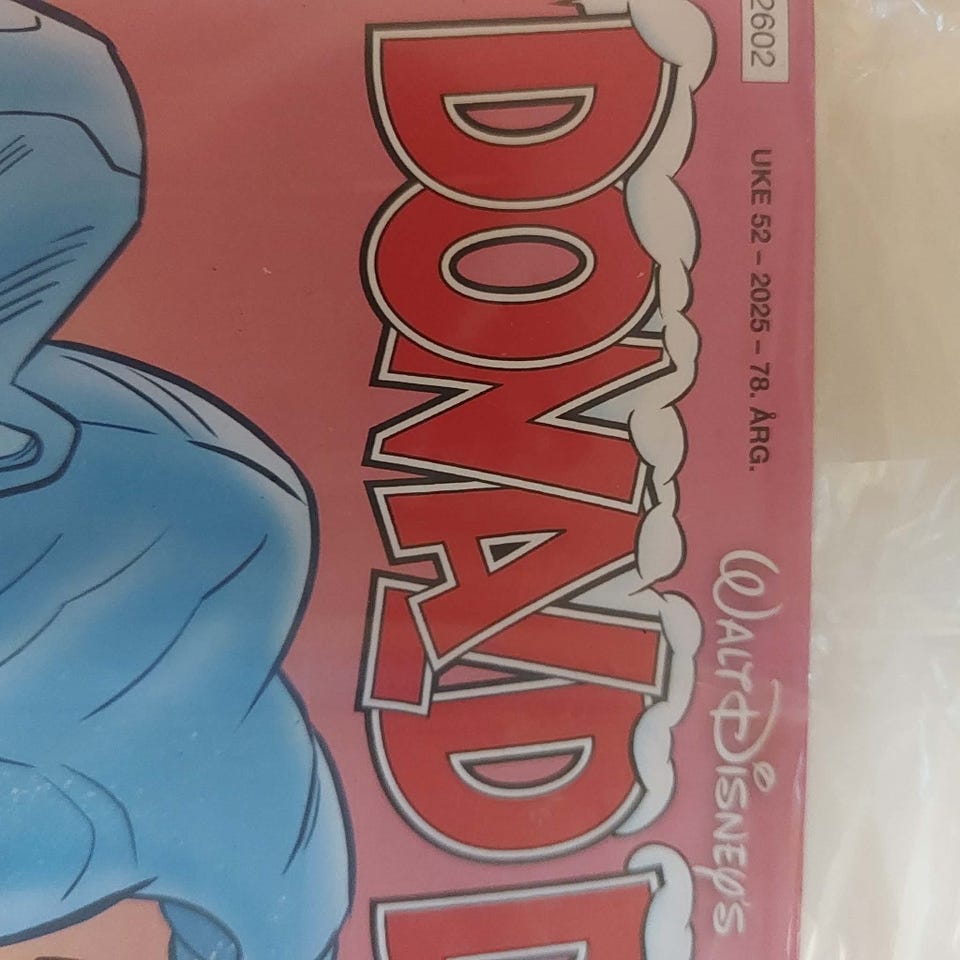 2602
UKE 52 – 2025 – 78. ÅRG.
WALT DISNEY'S
DONALD D